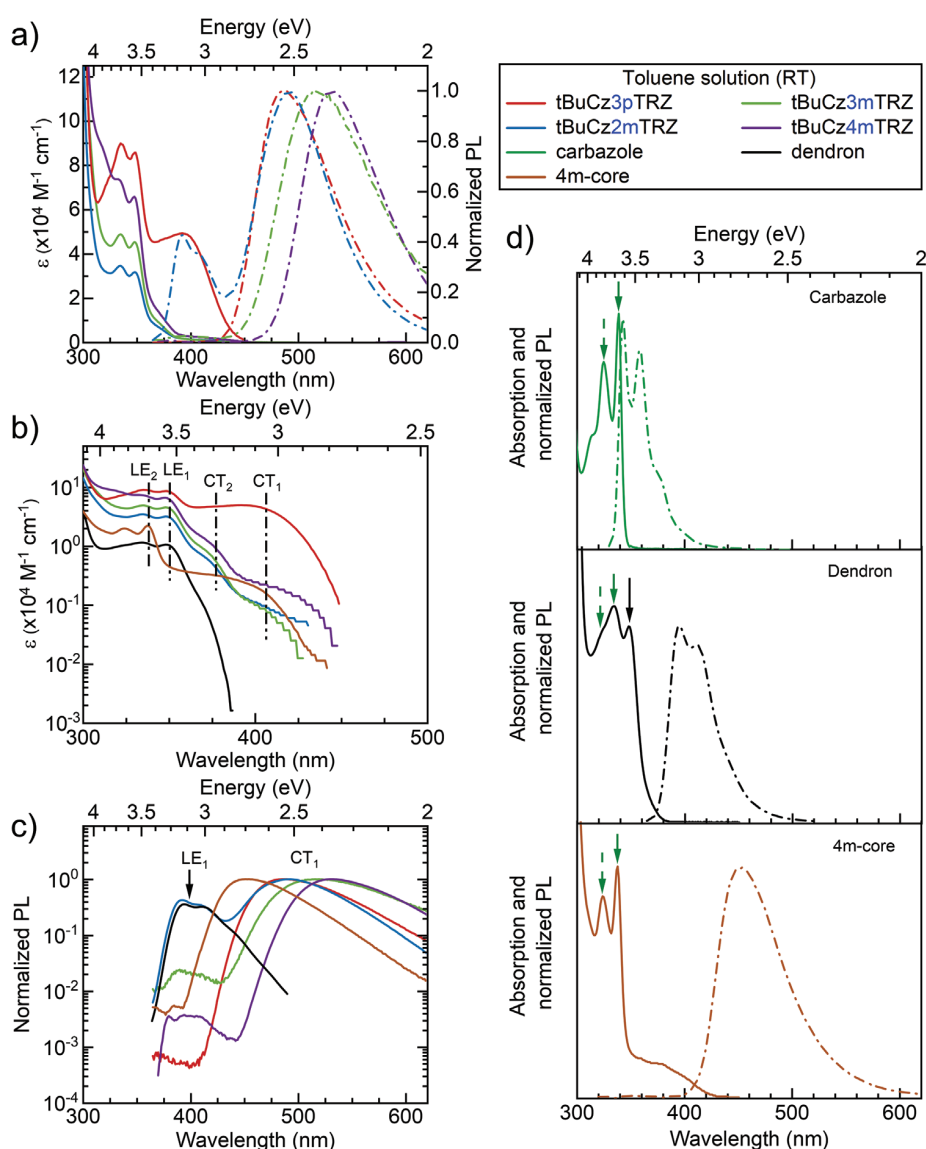 a)
Energy (eV)
4 3.5 3 2.5 2
12
10
8
6
4
2
0
ε (x10⁴ M⁻¹ cm⁻¹)
1.0
0.8
0.6
0.4
0.2
0.0
Normalized PL
300 400 500 600
Wavelength (nm)
Toluene solution (RT)
tBuCz3pTRZ tBuCz3mTRZ
tBuCz2mTRZ tBuCz4mTRZ
carbazole dendron
4m-core
b)
Energy (eV)
4 3.5 3 2.5
LE₂ LE₁ CT₂ CT₁
10¹
10⁰
10⁻¹
10⁻²
10⁻³
ε (x10⁴ M⁻¹ cm⁻¹)
300 400 500
Wavelength (nm)
c)
Energy (eV)
4 3.5 3 2.5 2
LE₁ CT₁
10⁰
10⁻¹
10⁻²
10⁻³
10⁻⁴
Normalized PL
300 400 500 600
Wavelength (nm)
d)
Energy (eV)
4 3.5 3 2.5 2
Carbazole
Absorption and
normalized PL
Dendron
Absorption and
normalized PL
4m-core
Absorption and
normalized PL
300 400 500 600
Wavelength (nm)